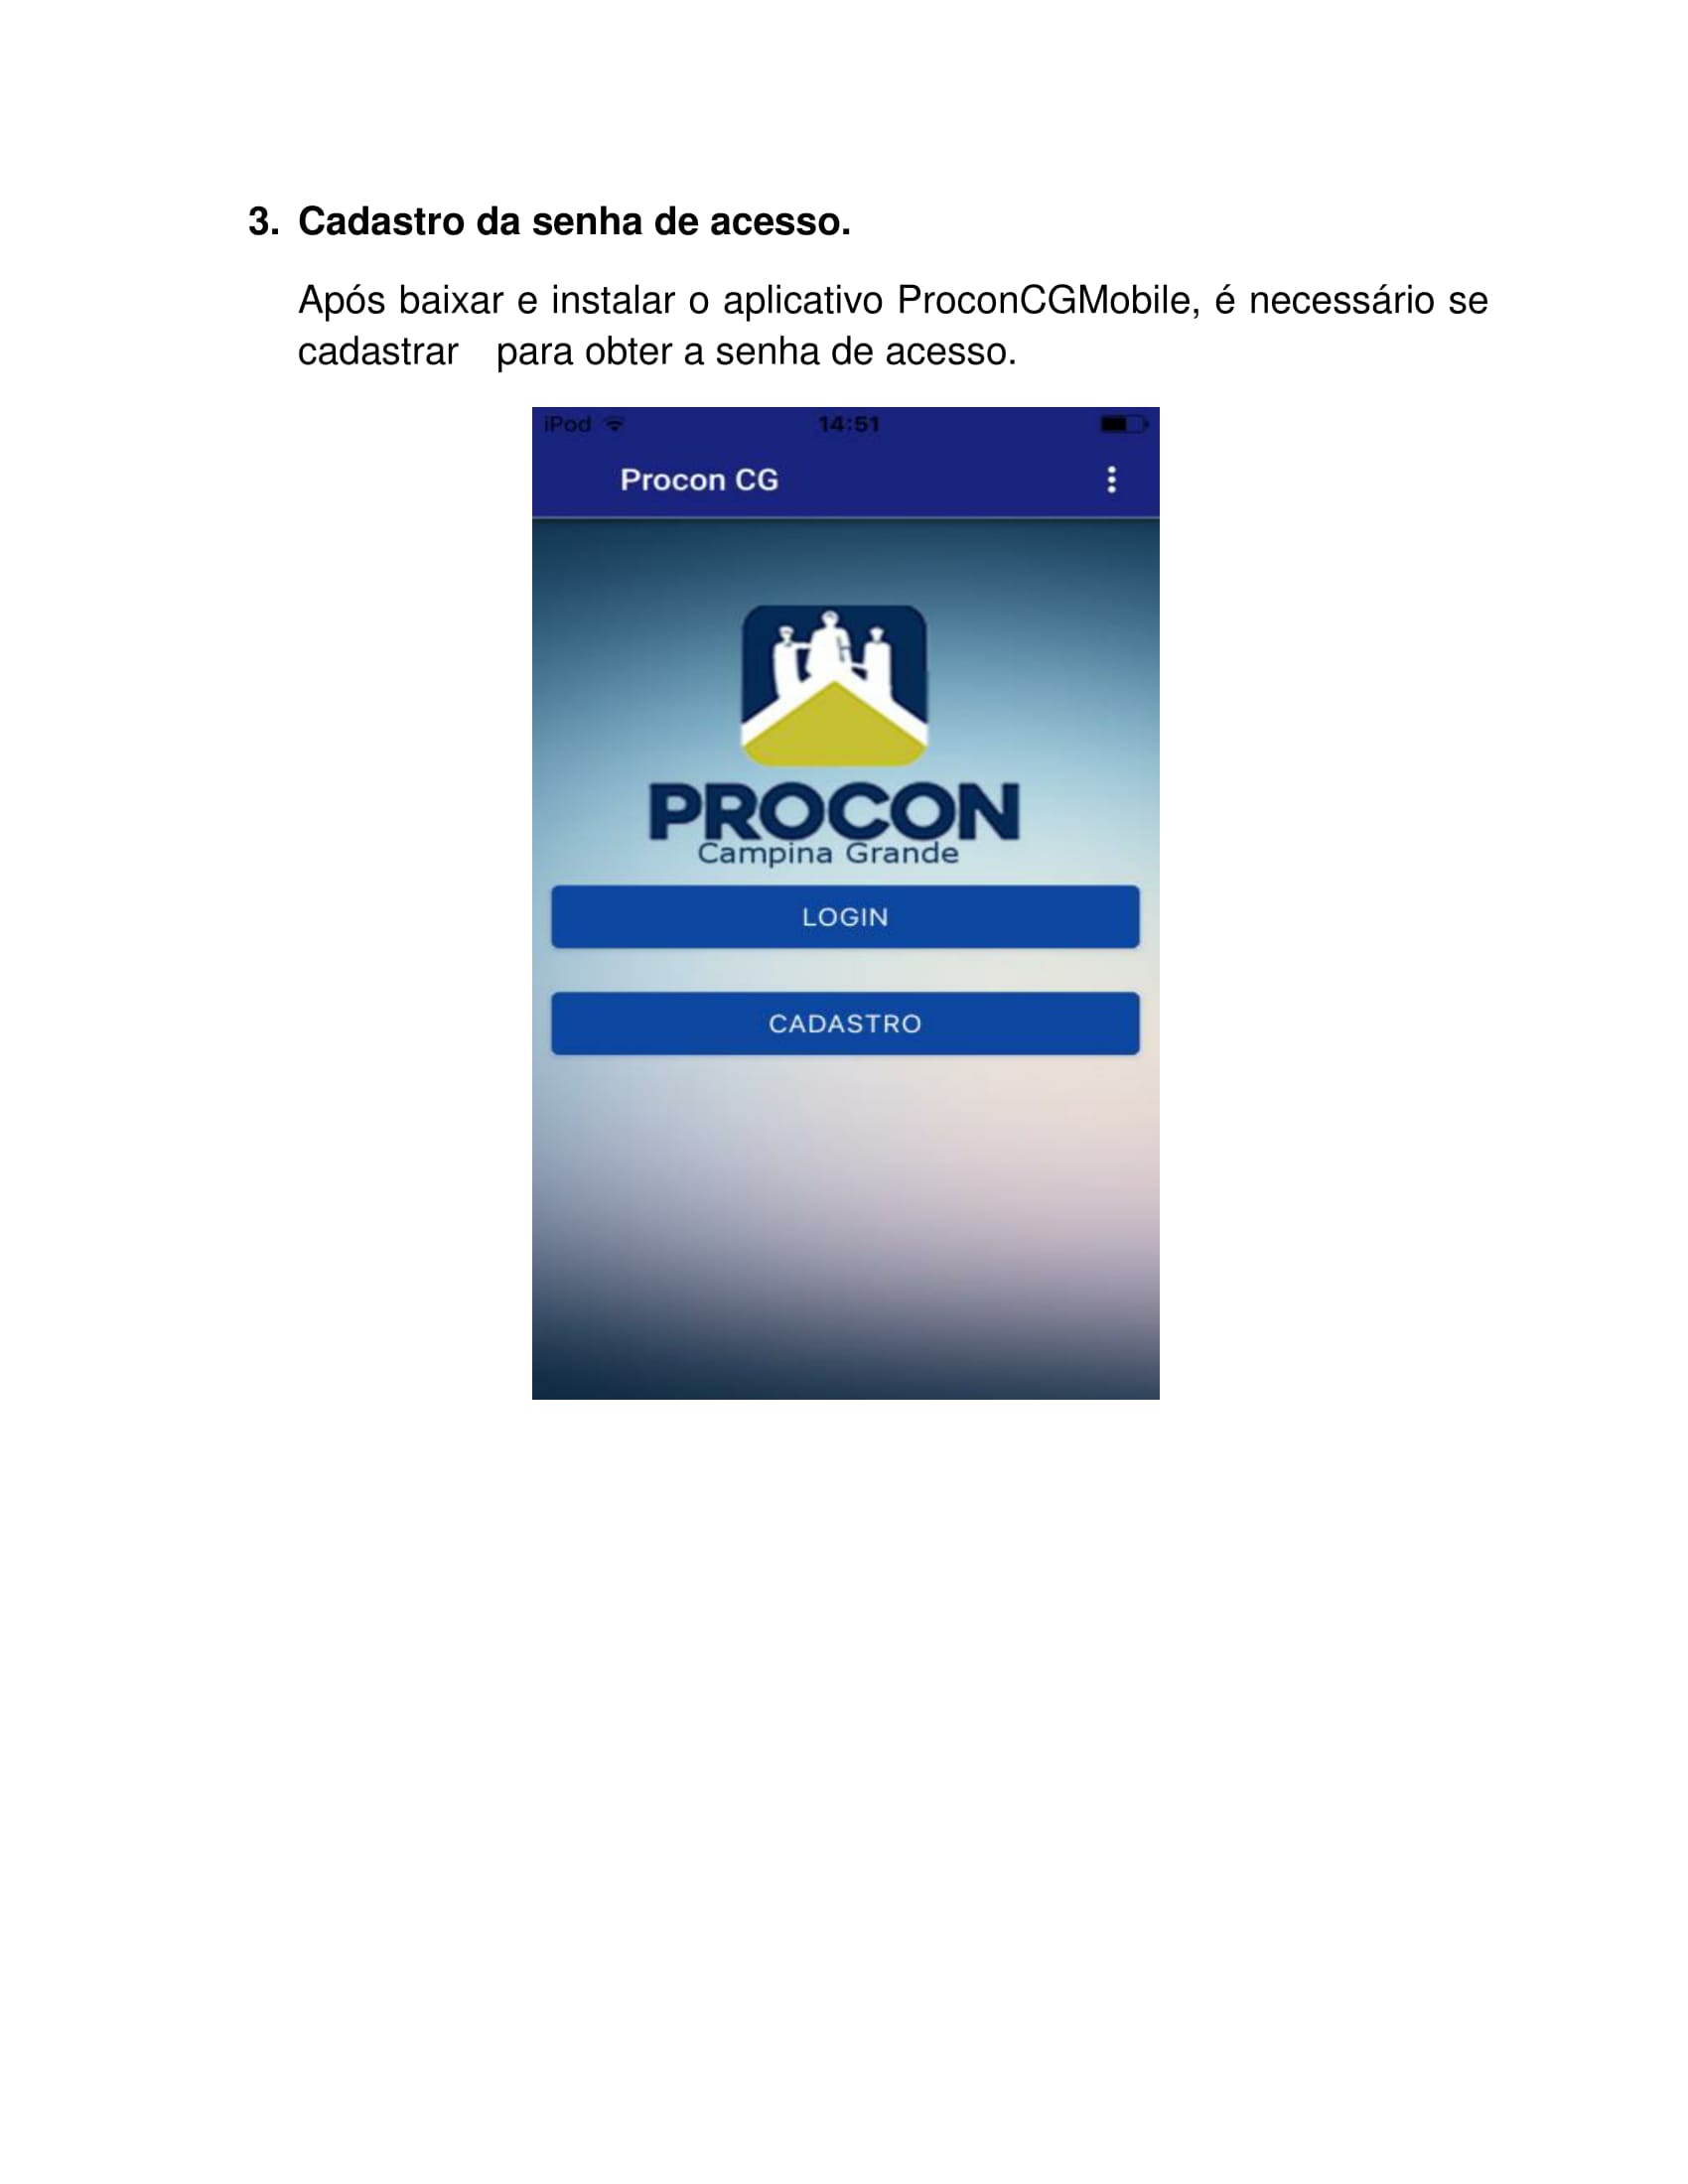 3. Cadastro da senha de acesso.
Após baixar e instalar o aplicativo ProconCGMobile, é necessário se
cadastrar para obter a senha de acesso.
iPod 14:51
Procon CG
PROCON
Campina Grande
LOGIN
CADASTRO